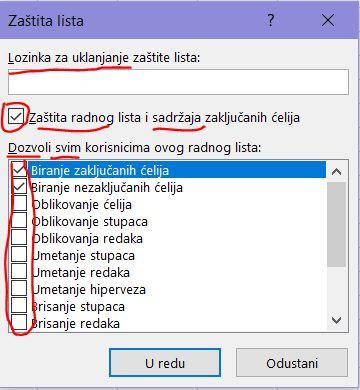 Zaštita lista
? ×
Lozinka za uklanjanje zaštite lista:
Zaštita radnog lista i sadržaja zaključanih ćelija
Dozvoli svim korisnicima ovog radnog lista:
Biranje zaključanih ćelija
Biranje nezaključanih ćelija
Oblikovanje ćelija
Oblikovanje stupaca
Oblikovanja redaka
Umetanje stupaca
Umetanje redaka
Umetanje hiperveza
Brisanje stupaca
Brisanje redaka
U redu
Odustani